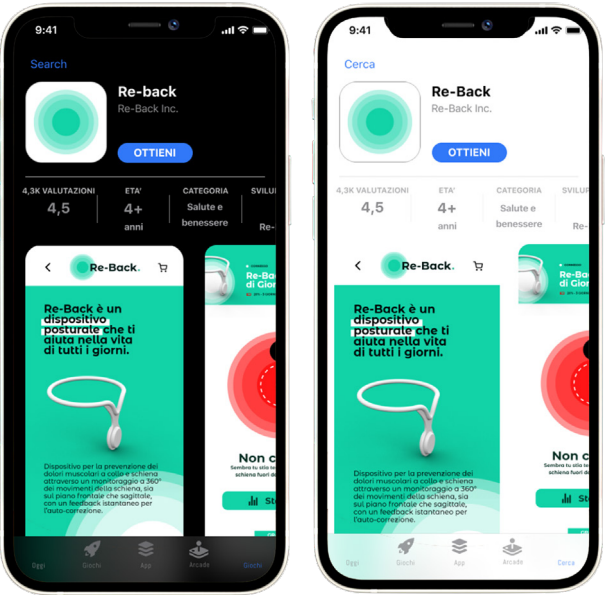 9:41
Search
Re-back
Re-Back Inc.
OTTIENI
4,3K VALUTAZIONI
4,5
ETA'
4+
anni
CATEGORIA
Salute e
benessere
Re-Back.
Re-Back è un
dispositivo
posturale che ti
aiuta nella vita
di tutti i giorni.
Dispositivo per la prevenzione dei
dolori muscolari a collo e schiena
attraverso un monitoraggio a 360°
dei movimenti della schiena, sia
sul piano frontale che sagittale,
con un feedback istantaneo per
l'auto-correzione.
di Gior
Non c
Oggi
Giochi
App
Arcade
Giochi
9:41
Cerca
Re-Back
Re-Back Inc.
OTTIENI
4,3K VALUTAZIONI
4,5
ETA'
4+
anni
CATEGORIA
Salute e
benessere
Re-Back.
Re-Back è un
dispositivo
posturale che ti
aiuta nella vita
di tutti i giorni.
Dispositivo per la prevenzione dei
dolori muscolari a collo e schiena
attraverso un monitoraggio a 360°
dei movimenti della schiena, sia
sul piano frontale che sagittale,
con un feedback istantaneo per
l'auto-correzione.
di Gior
Non c
Oggi
Giochi
App
Arcade
Cerca